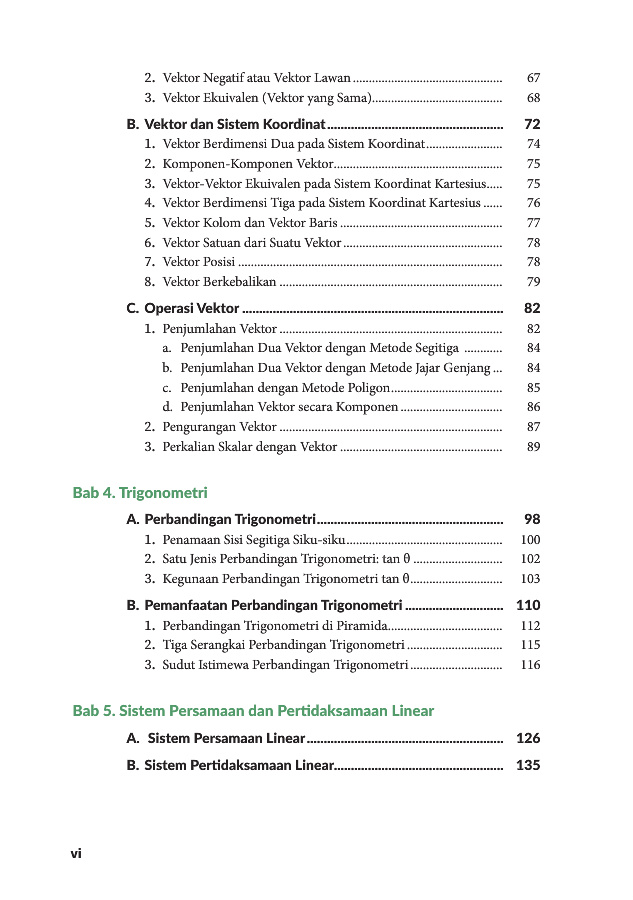 2. Vektor Negatif atau Vektor Lawan ............................................... 67
3. Vektor Ekuivalen (Vektor yang Sama)......................................... 68
B. Vektor dan Sistem Koordinat.................................................... 72
1. Vektor Berdimensi Dua pada Sistem Koordinat........................ 74
2. Komponen-Komponen Vektor..................................................... 75
3. Vektor-Vektor Ekuivalen pada Sistem Koordinat Kartesius..... 75
4. Vektor Berdimensi Tiga pada Sistem Koordinat Kartesius ...... 76
5. Vektor Kolom dan Vektor Baris ................................................... 77
6. Vektor Satuan dari Suatu Vektor .................................................. 78
7. Vektor Posisi .................................................................................... 78
8. Vektor Berkebalikan ...................................................................... 79
C. Operasi Vektor ............................................................................. 82
1. Penjumlahan Vektor ...................................................................... 82
a. Penjumlahan Dua Vektor dengan Metode Segitiga ............ 84
b. Penjumlahan Dua Vektor dengan Metode Jajar Genjang ... 84
c. Penjumlahan dengan Metode Poligon................................... 85
d. Penjumlahan Vektor secara Komponen ................................ 86
2. Pengurangan Vektor ...................................................................... 87
3. Perkalian Skalar dengan Vektor ................................................... 89
Bab 4. Trigonometri
A. Perbandingan Trigonometri....................................................... 98
1. Penamaan Sisi Segitiga Siku-siku................................................. 100
2. Satu Jenis Perbandingan Trigonometri: tan θ ............................ 102
3. Kegunaan Perbandingan Trigonometri tan θ............................. 103
B. Pemanfaatan Perbandingan Trigonometri ............................. 110
1. Perbandingan Trigonometri di Piramida.................................... 112
2. Tiga Serangkai Perbandingan Trigonometri .............................. 115
3. Sudut Istimewa Perbandingan Trigonometri ............................. 116
Bab 5. Sistem Persamaan dan Pertidaksamaan Linear
A. Sistem Persamaan Linear .......................................................... 126
B. Sistem Pertidaksamaan Linear.................................................. 135
vi